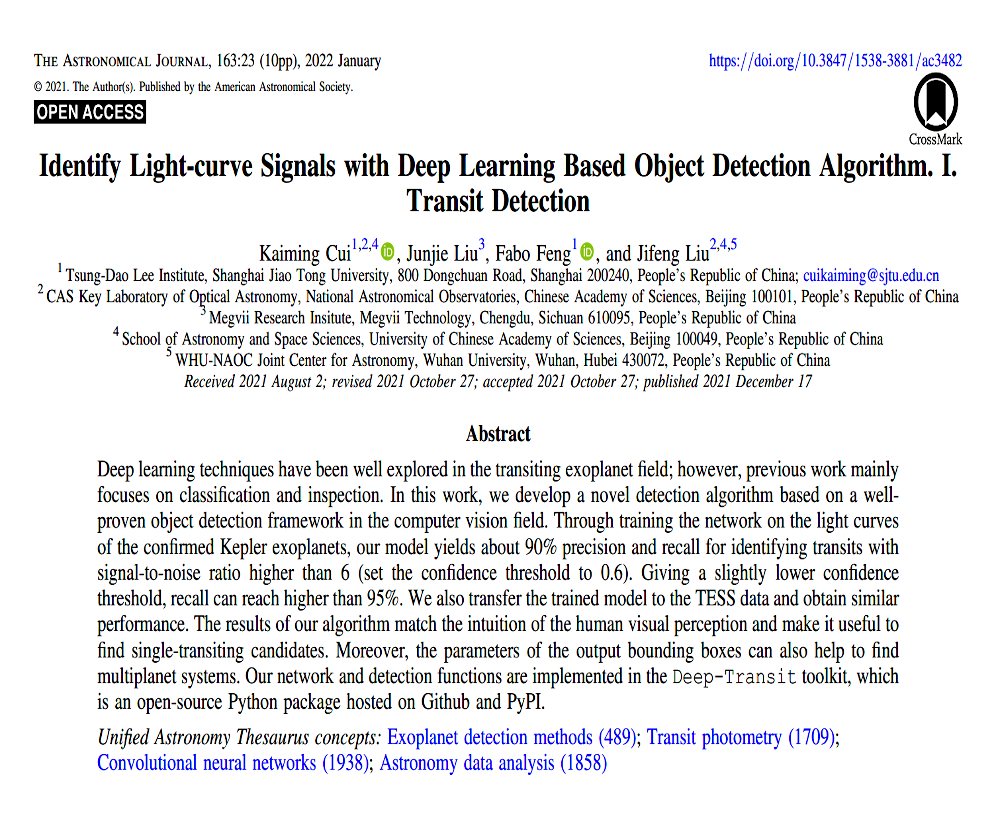 THE ASTRONOMICAL JOURNAL, 163:23 (10pp), 2022 January
https://doi.org/10.3847/1538-3881/ac3482
© 2021. The Author(s). Published by the American Astronomical Society.
OPEN ACCESS
CrossMark
Identify Light-curve Signals with Deep Learning Based Object Detection Algorithm. I.
Transit Detection
Kaiming Cui1,2,4 iD, Junjie Liu3, Fabo Feng1 iD, and Jifeng Liu2,4,5
1 Tsung-Dao Lee Institute, Shanghai Jiao Tong University, 800 Dongchuan Road, Shanghai 200240, People's Republic of China; cuikaiming@sjtu.edu.cn
2 CAS Key Laboratory of Optical Astronomy, National Astronomical Observatories, Chinese Academy of Sciences, Beijing 100101, People's Republic of China
3 Megvii Research Insitute, Megvii Technology, Chengdu, Sichuan 610095, People's Republic of China
4 School of Astronomy and Space Sciences, University of Chinese Academy of Sciences, Beijing 100049, People's Republic of China
5 WHU-NAOC Joint Center for Astronomy, Wuhan University, Wuhan, Hubei 430072, People's Republic of China
Received 2021 August 2; revised 2021 October 27; accepted 2021 October 27; published 2021 December 17
Abstract
Deep learning techniques have been well explored in the transiting exoplanet field; however, previous work mainly
focuses on classification and inspection. In this work, we develop a novel detection algorithm based on a well-
proven object detection framework in the computer vision field. Through training the network on the light curves
of the confirmed Kepler exoplanets, our model yields about 90% precision and recall for identifying transits with
signal-to-noise ratio higher than 6 (set the confidence threshold to 0.6). Giving a slightly lower confidence
threshold, recall can reach higher than 95%. We also transfer the trained model to the TESS data and obtain similar
performance. The results of our algorithm match the intuition of the human visual perception and make it useful to
find single-transiting candidates. Moreover, the parameters of the output bounding boxes can also help to find
multiplanet systems. Our network and detection functions are implemented in the Deep-Transit toolkit, which
is an open-source Python package hosted on Github and PyPI.
Unified Astronomy Thesaurus concepts: Exoplanet detection methods (489); Transit photometry (1709);
Convolutional neural networks (1938); Astronomy data analysis (1858)